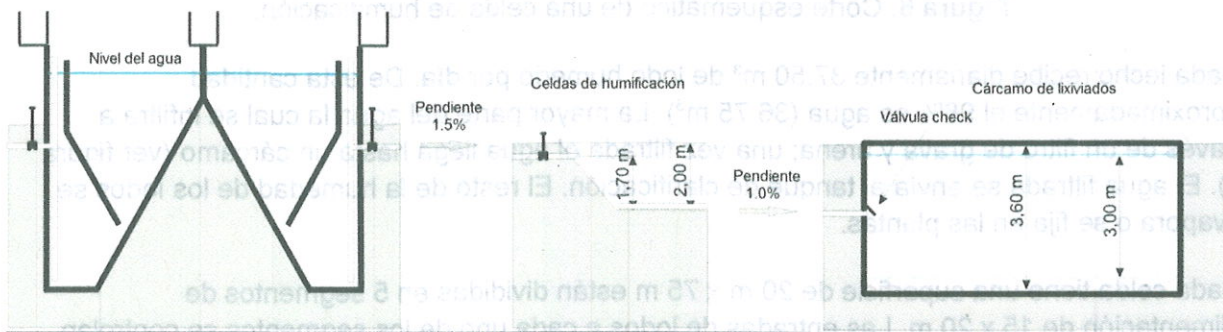 Nivel del agua
Pendiente
1.5%
Celdas de humificación
1.70 m
2,00 m
Pendiente
1.0%
Cárcamo de lixiviados
Válvula check
3,60 m
3,00 m